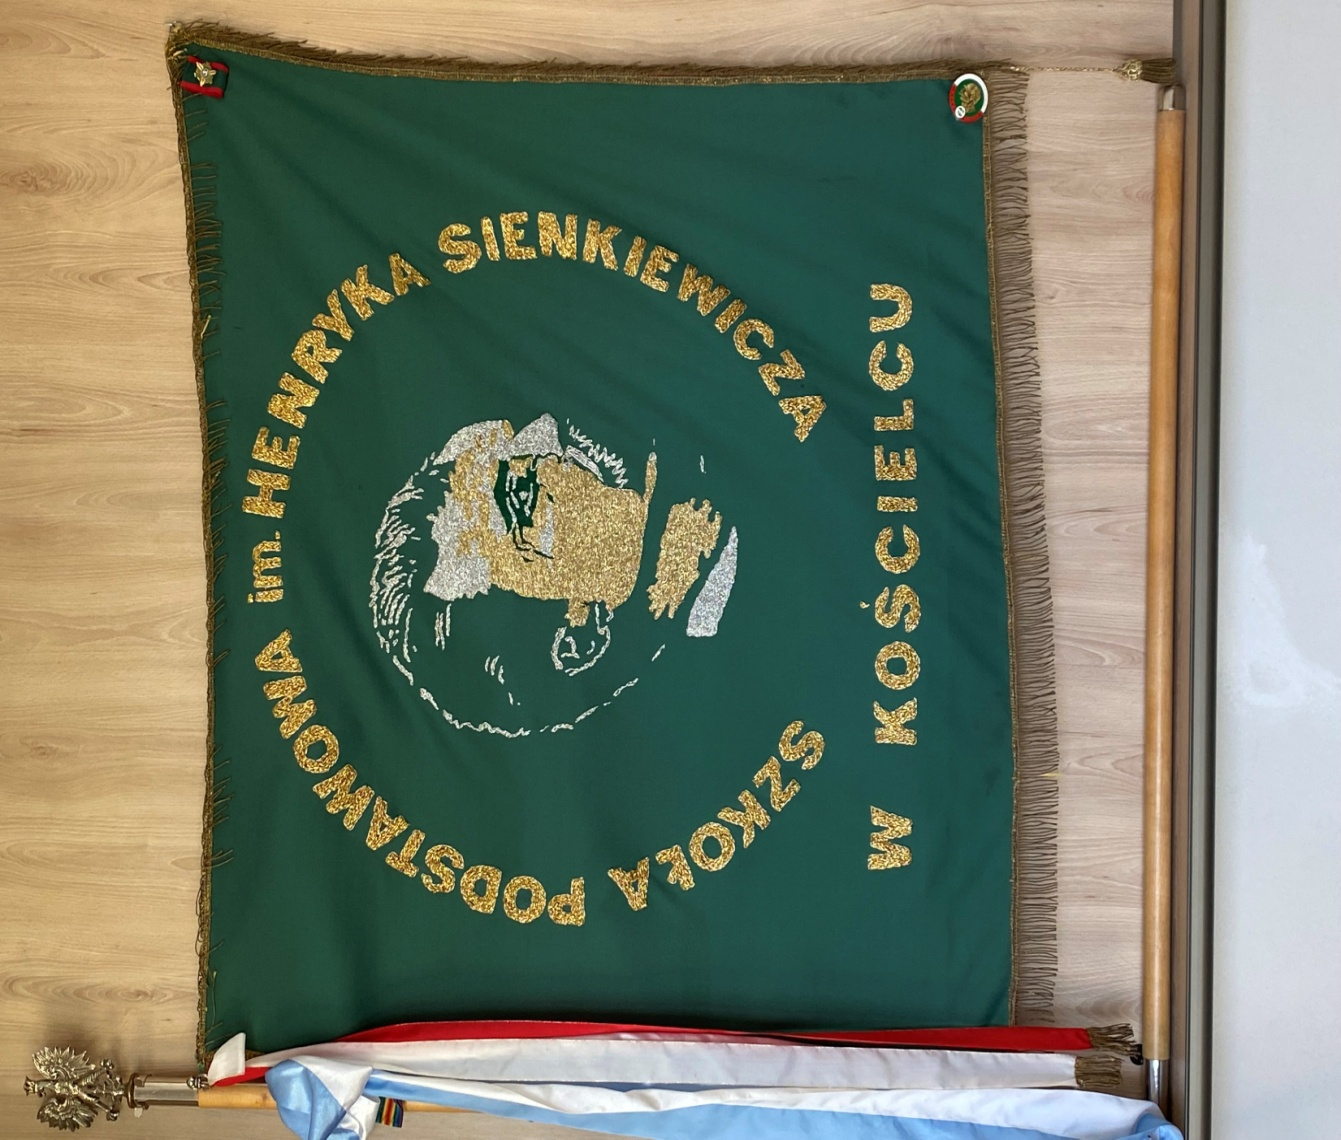 SZKOŁA PODSTAWOWA im. HENRYKA SIENKIEWICZA
W KOŚCIELCU